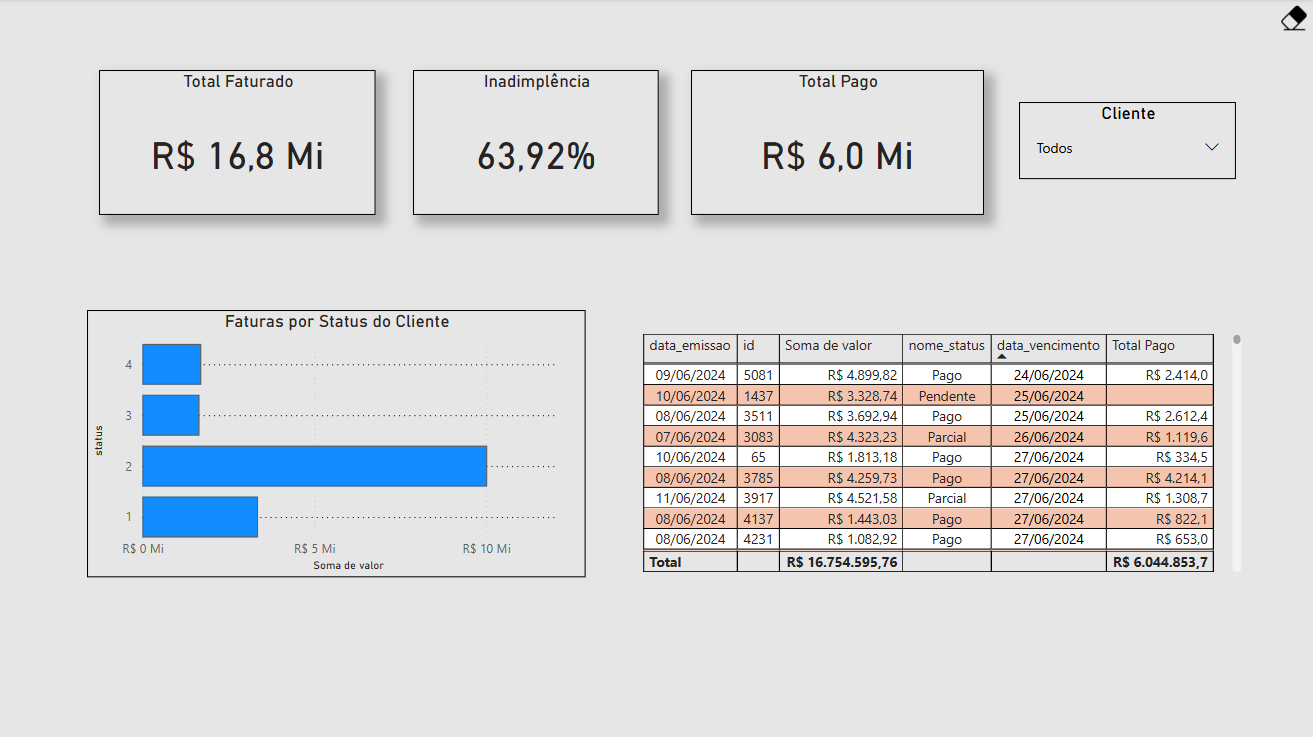 Total Faturado
R$ 16,8 Mi
Inadimplência
63,92%
Total Pago
R$ 6,0 Mi
Cliente
Todos
Faturas por Status do Cliente
status
4
3
2
1
R$ 0 Mi R$ 5 Mi R$ 10 Mi
Soma de valor
data_emissao id Soma de valor nome_status data_vencimento Total Pago
09/06/2024 5081 R$ 4.899,82 Pago 24/06/2024 R$ 2.414,0
10/06/2024 1437 R$ 3.328,74 Pendente 25/06/2024
08/06/2024 3511 R$ 3.692,94 Pago 25/06/2024 R$ 2.612,4
07/06/2024 3083 R$ 4.323,23 Parcial 26/06/2024 R$ 1.119,6
10/06/2024 65 R$ 1.813,18 Pago 27/06/2024 R$ 334,5
08/06/2024 3785 R$ 4.259,73 Pago 27/06/2024 R$ 4.214,1
11/06/2024 3917 R$ 4.521,58 Parcial 27/06/2024 R$ 1.308,7
08/06/2024 4137 R$ 1.443,03 Pago 27/06/2024 R$ 822,1
08/06/2024 4231 R$ 1.082,92 Pago 27/06/2024 R$ 653,0
Total R$ 16.754.595,76 R$ 6.044.853,7